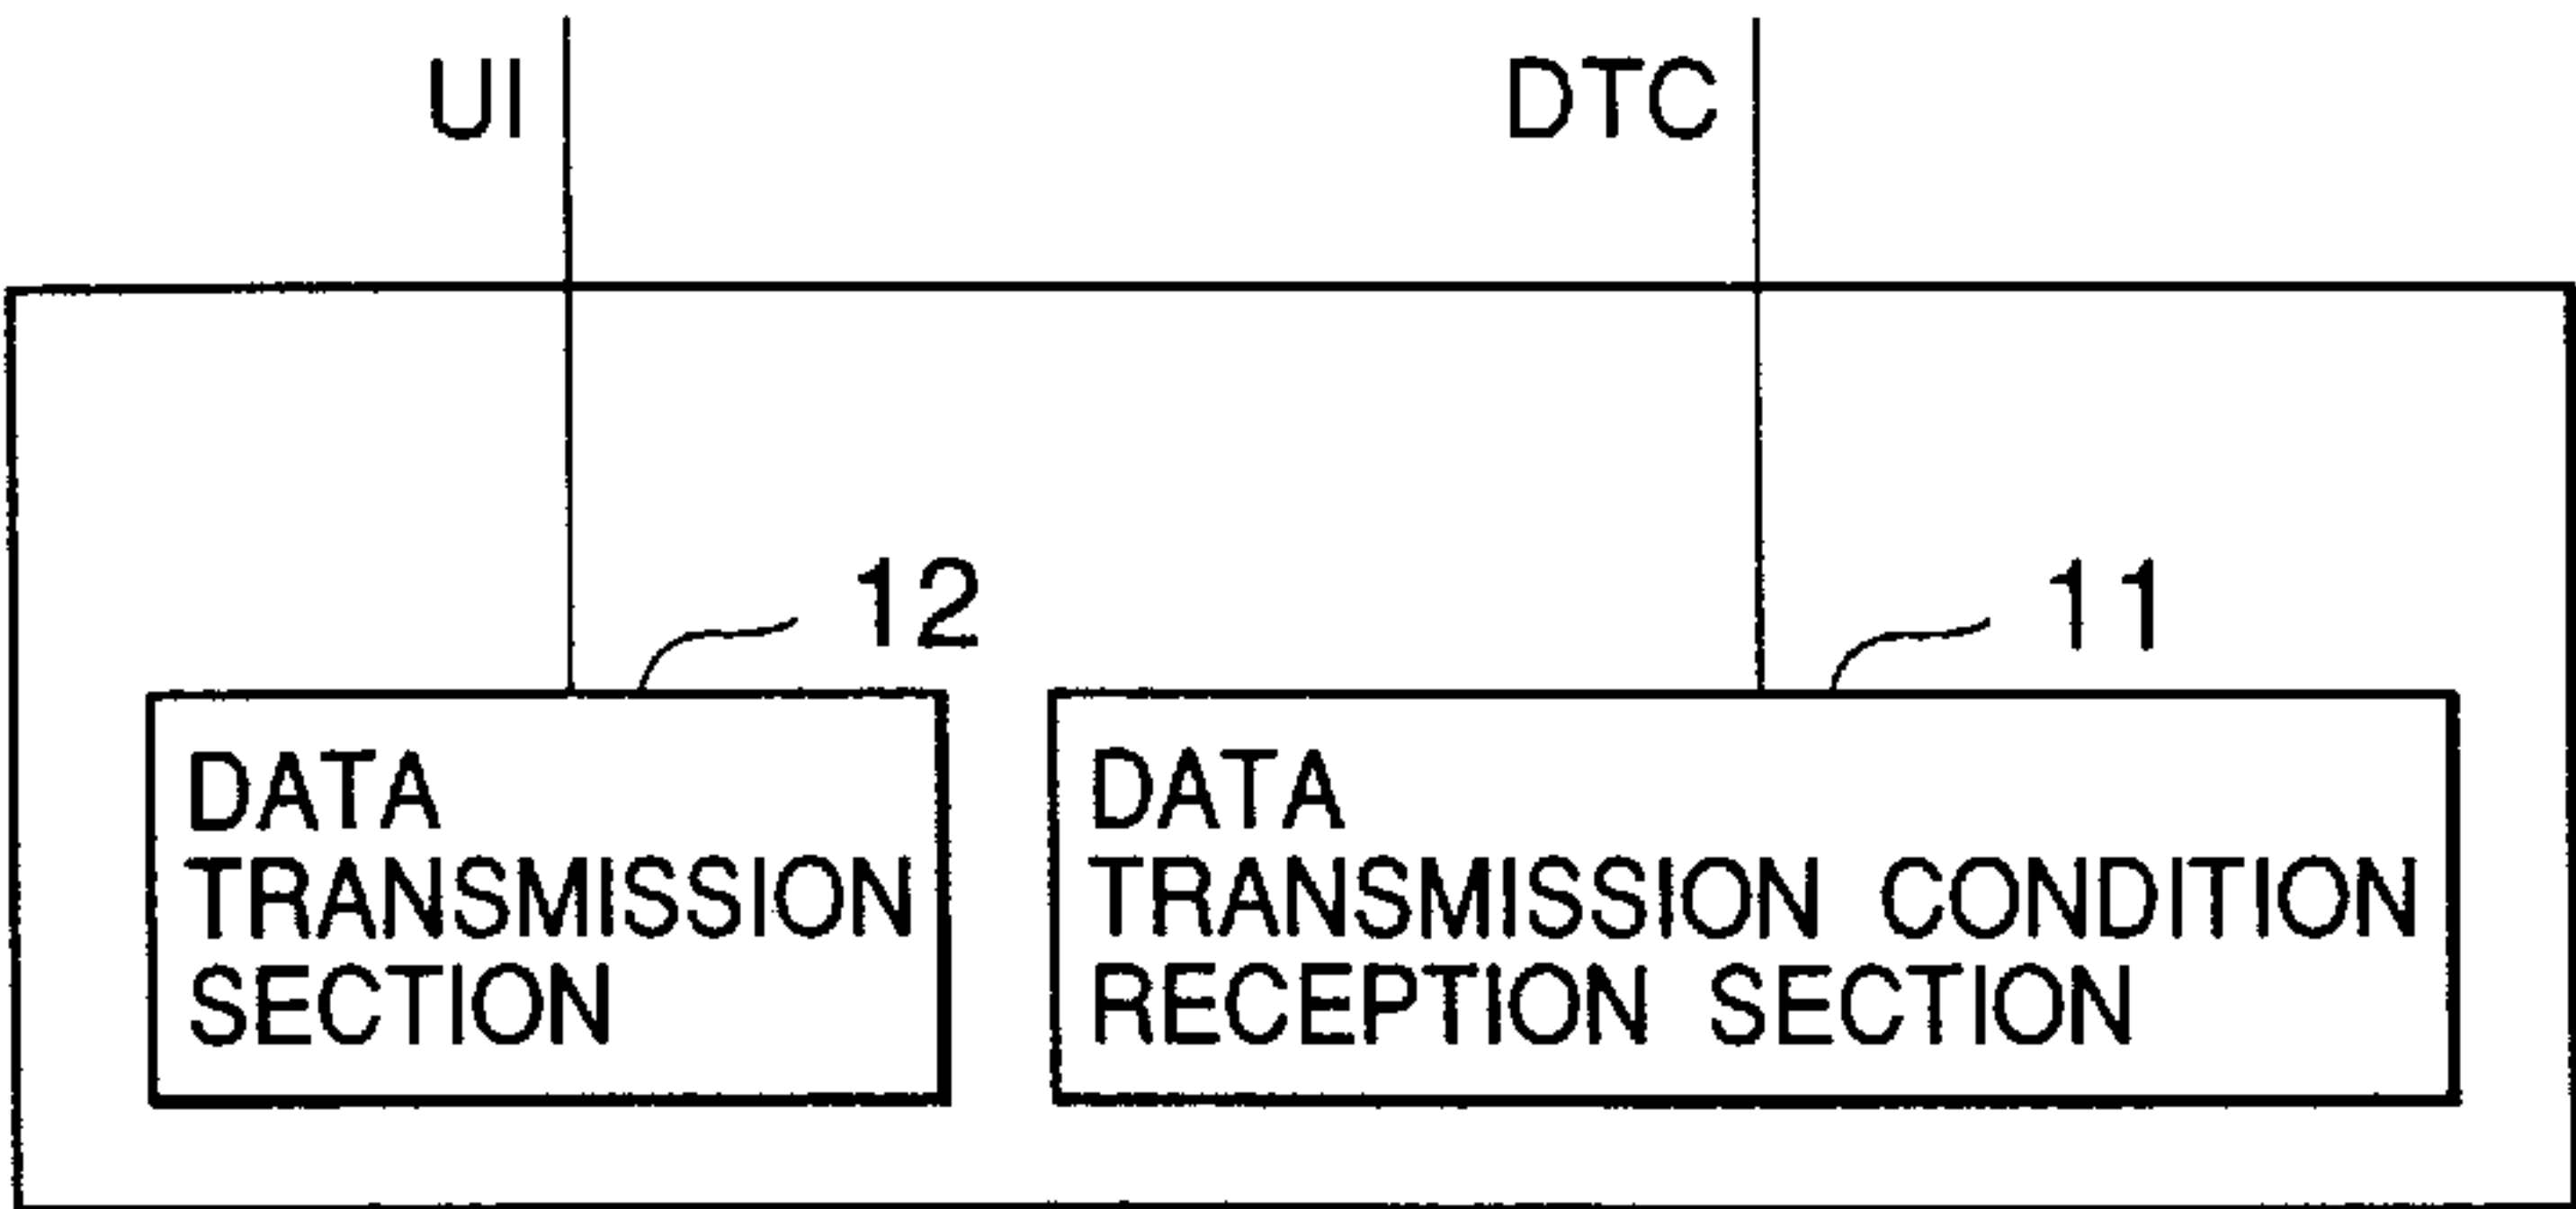 UI
DTC
12
11
DATA
TRANSMISSION
SECTION
DATA
TRANSMISSION CONDITION
RECEPTION SECTION